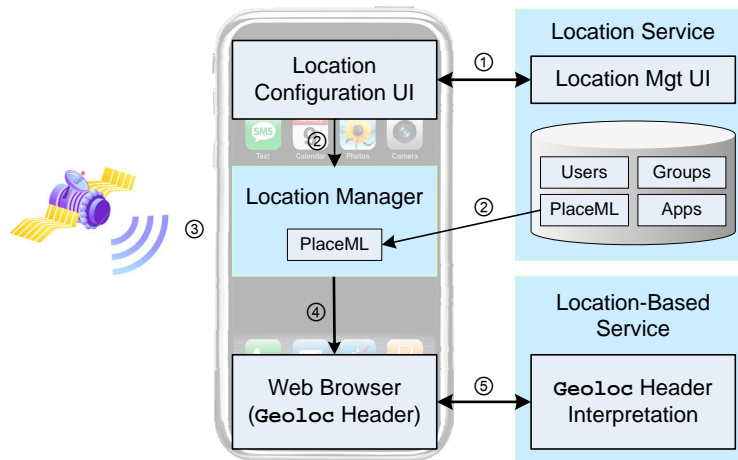 Location Service
Location
Configuration UI
①
Location Mgt UI
SMS
9
Text
Calendar
Photos
Camera
②
Users
Groups
PlaceML
Apps
Location Manager
②
③
PlaceML
④
Location-Based
Service
Web Browser
(Geoloc Header)
⑤
Geoloc Header
Interpretation